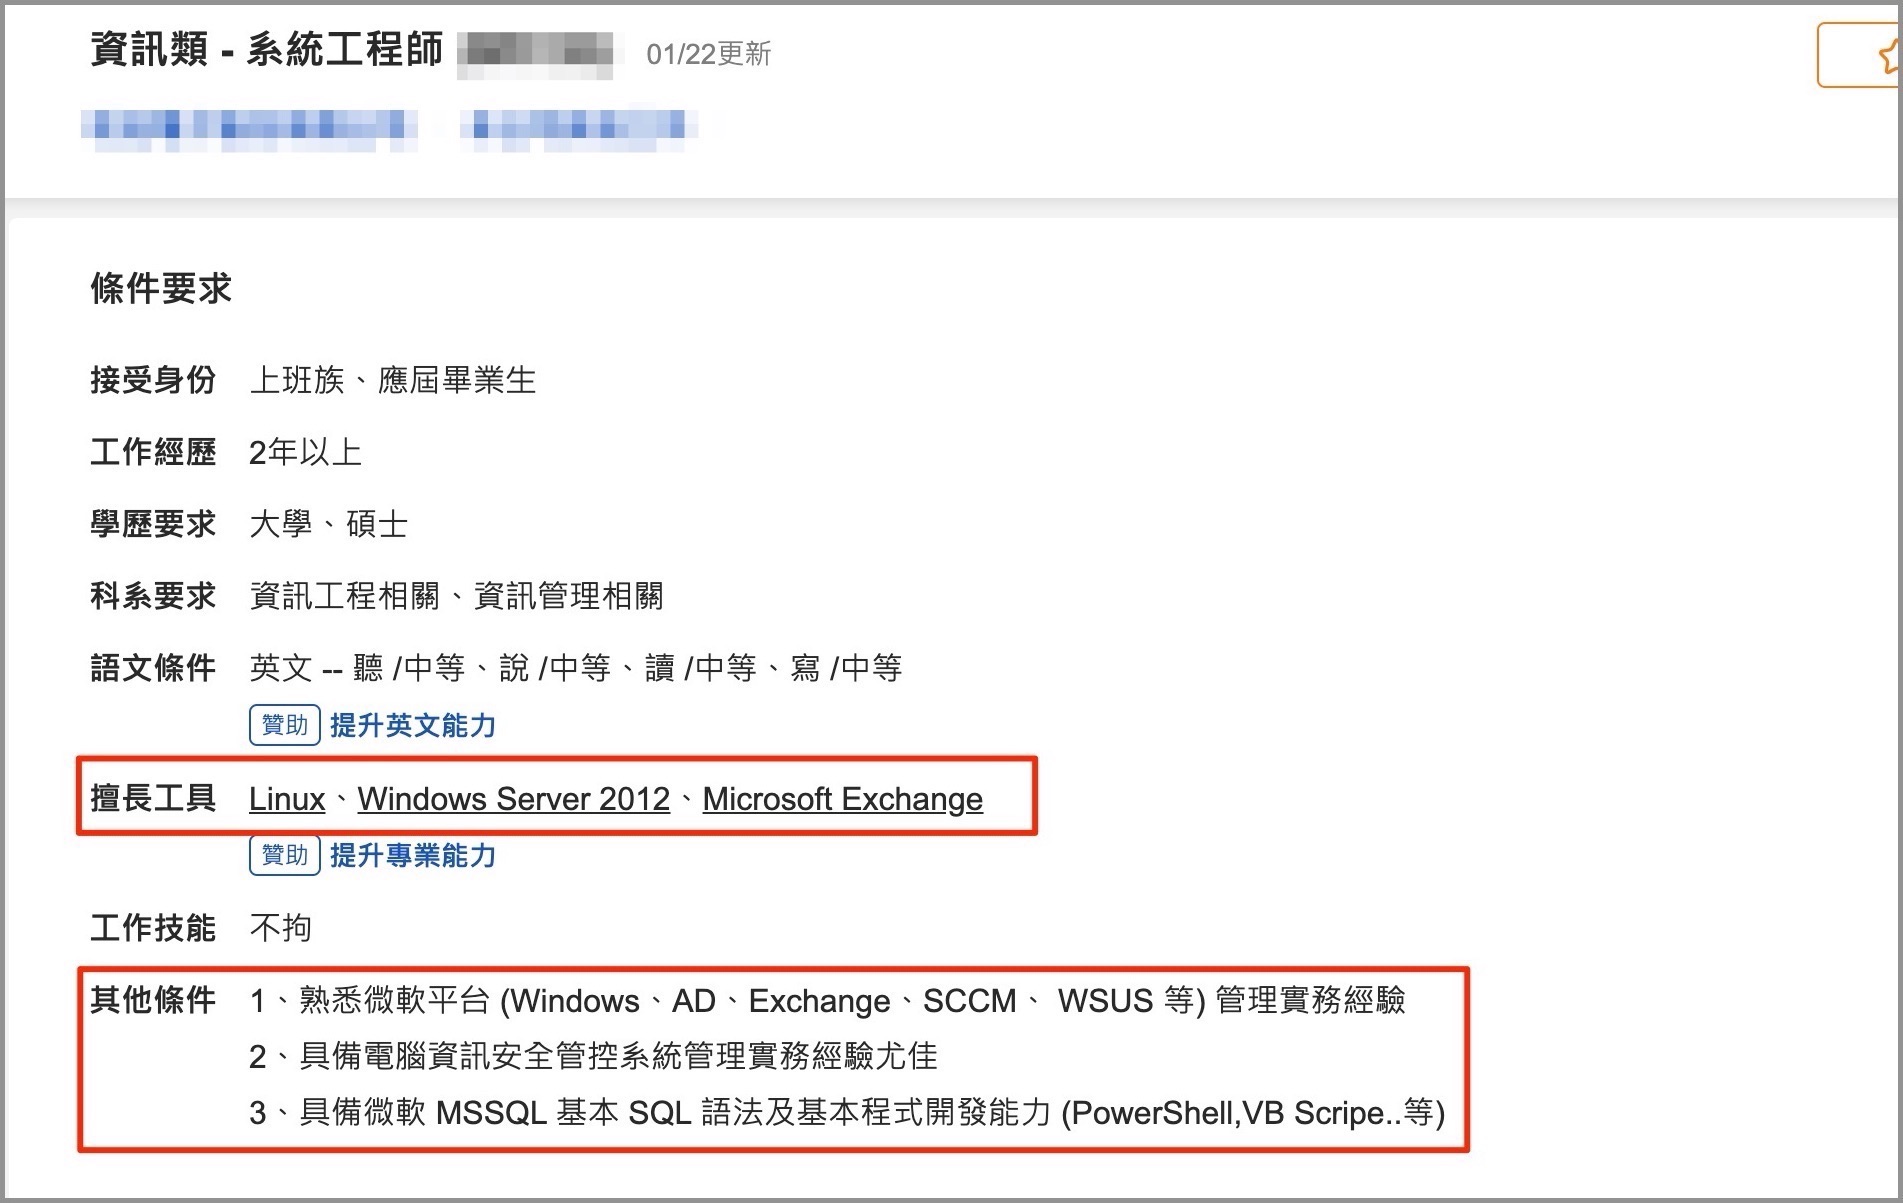 資訊類 - 系統工程師 01/22更新
條件要求
接受身份 上班族、應屆畢業生
工作經歷 2年以上
學歷要求 大學、碩士
科系要求 資訊工程相關、資訊管理相關
語文條件 英文 -- 聽 /中等、說 /中等、讀 /中等、寫 /中等
贊助 提升英文能力
擅長工具 Linux、Windows Server 2012、Microsoft Exchange
贊助 提升專業能力
工作技能 不拘
其他條件 1、熟悉微軟平台 (Windows、AD、Exchange、SCCM、 WSUS 等) 管理實務經驗
2、具備電腦資訊安全管控系統管理實務經驗尤佳
3、具備微軟 MSSQL 基本 SQL 語法及基本程式開發能力 (PowerShell,VB Scripe..等)